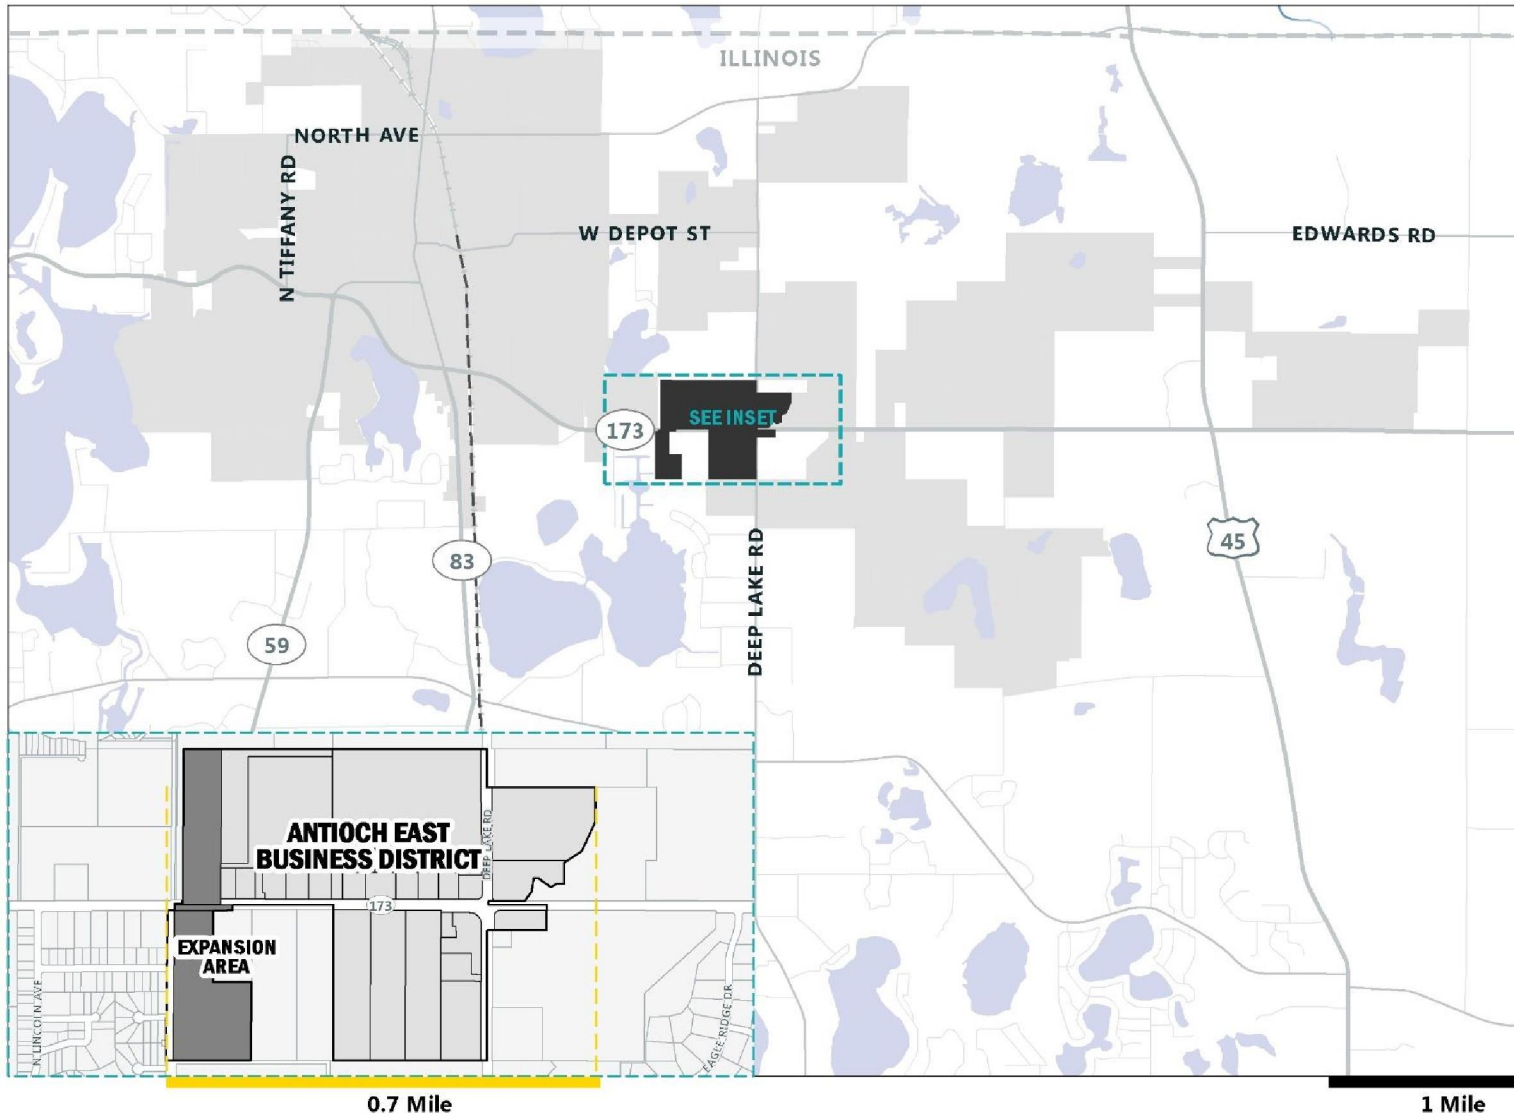 ILLINOIS
NORTH AVE
N TIFFANY RD
W DEPOT ST
EDWARDS RD
SEE INSET
173
DEEP LAKE RD
45
83
59
ANTIOCH EAST
BUSINESS DISTRICT
DEEP LAKE RD
173
EXPANSION
AREA
N LINCOLN AVE
EAGLE RIDGE DR
0.7 Mile
1 Mile